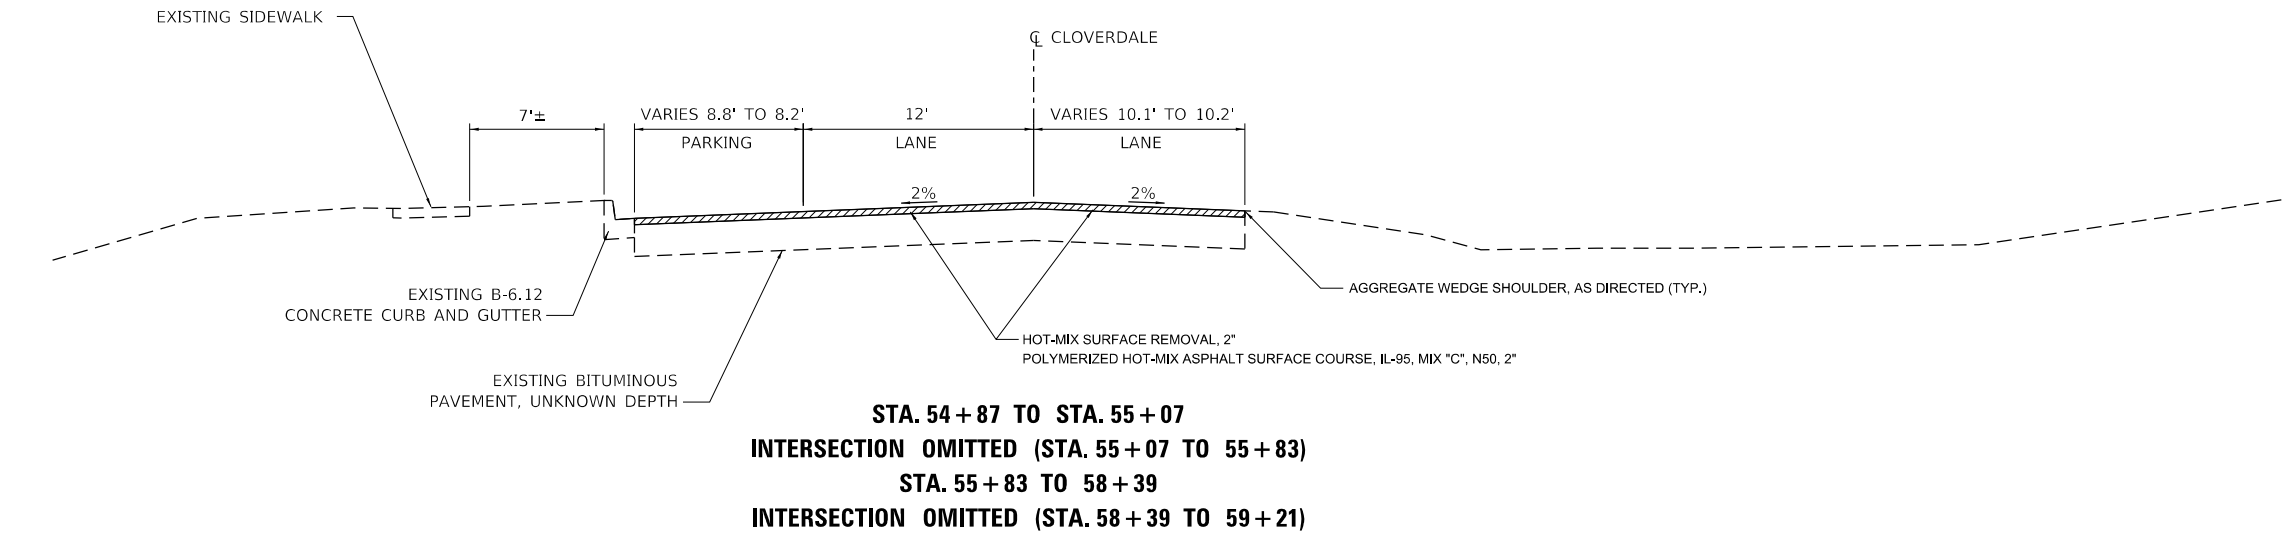 EXISTING SIDEWALK
℄ CLOVERDALE
7'±
VARIES 8.8' TO 8.2'
12'
VARIES 10.1' TO 10.2'
PARKING
LANE
LANE
2%
2%
EXISTING B-6.12
CONCRETE CURB AND GUTTER
AGGREGATE WEDGE SHOULDER, AS DIRECTED (TYP.)
HOT-MIX SURFACE REMOVAL, 2"
POLYMERIZED HOT-MIX ASPHALT SURFACE COURSE, IL-95, MIX "C", N50, 2"
EXISTING BITUMINOUS
PAVEMENT, UNKNOWN DEPTH
STA. 54+87 TO STA. 55+07
INTERSECTION OMITTED (STA. 55+07 TO 55+83)
STA. 55+83 TO 58+39
INTERSECTION OMITTED (STA. 58+39 TO 59+21)